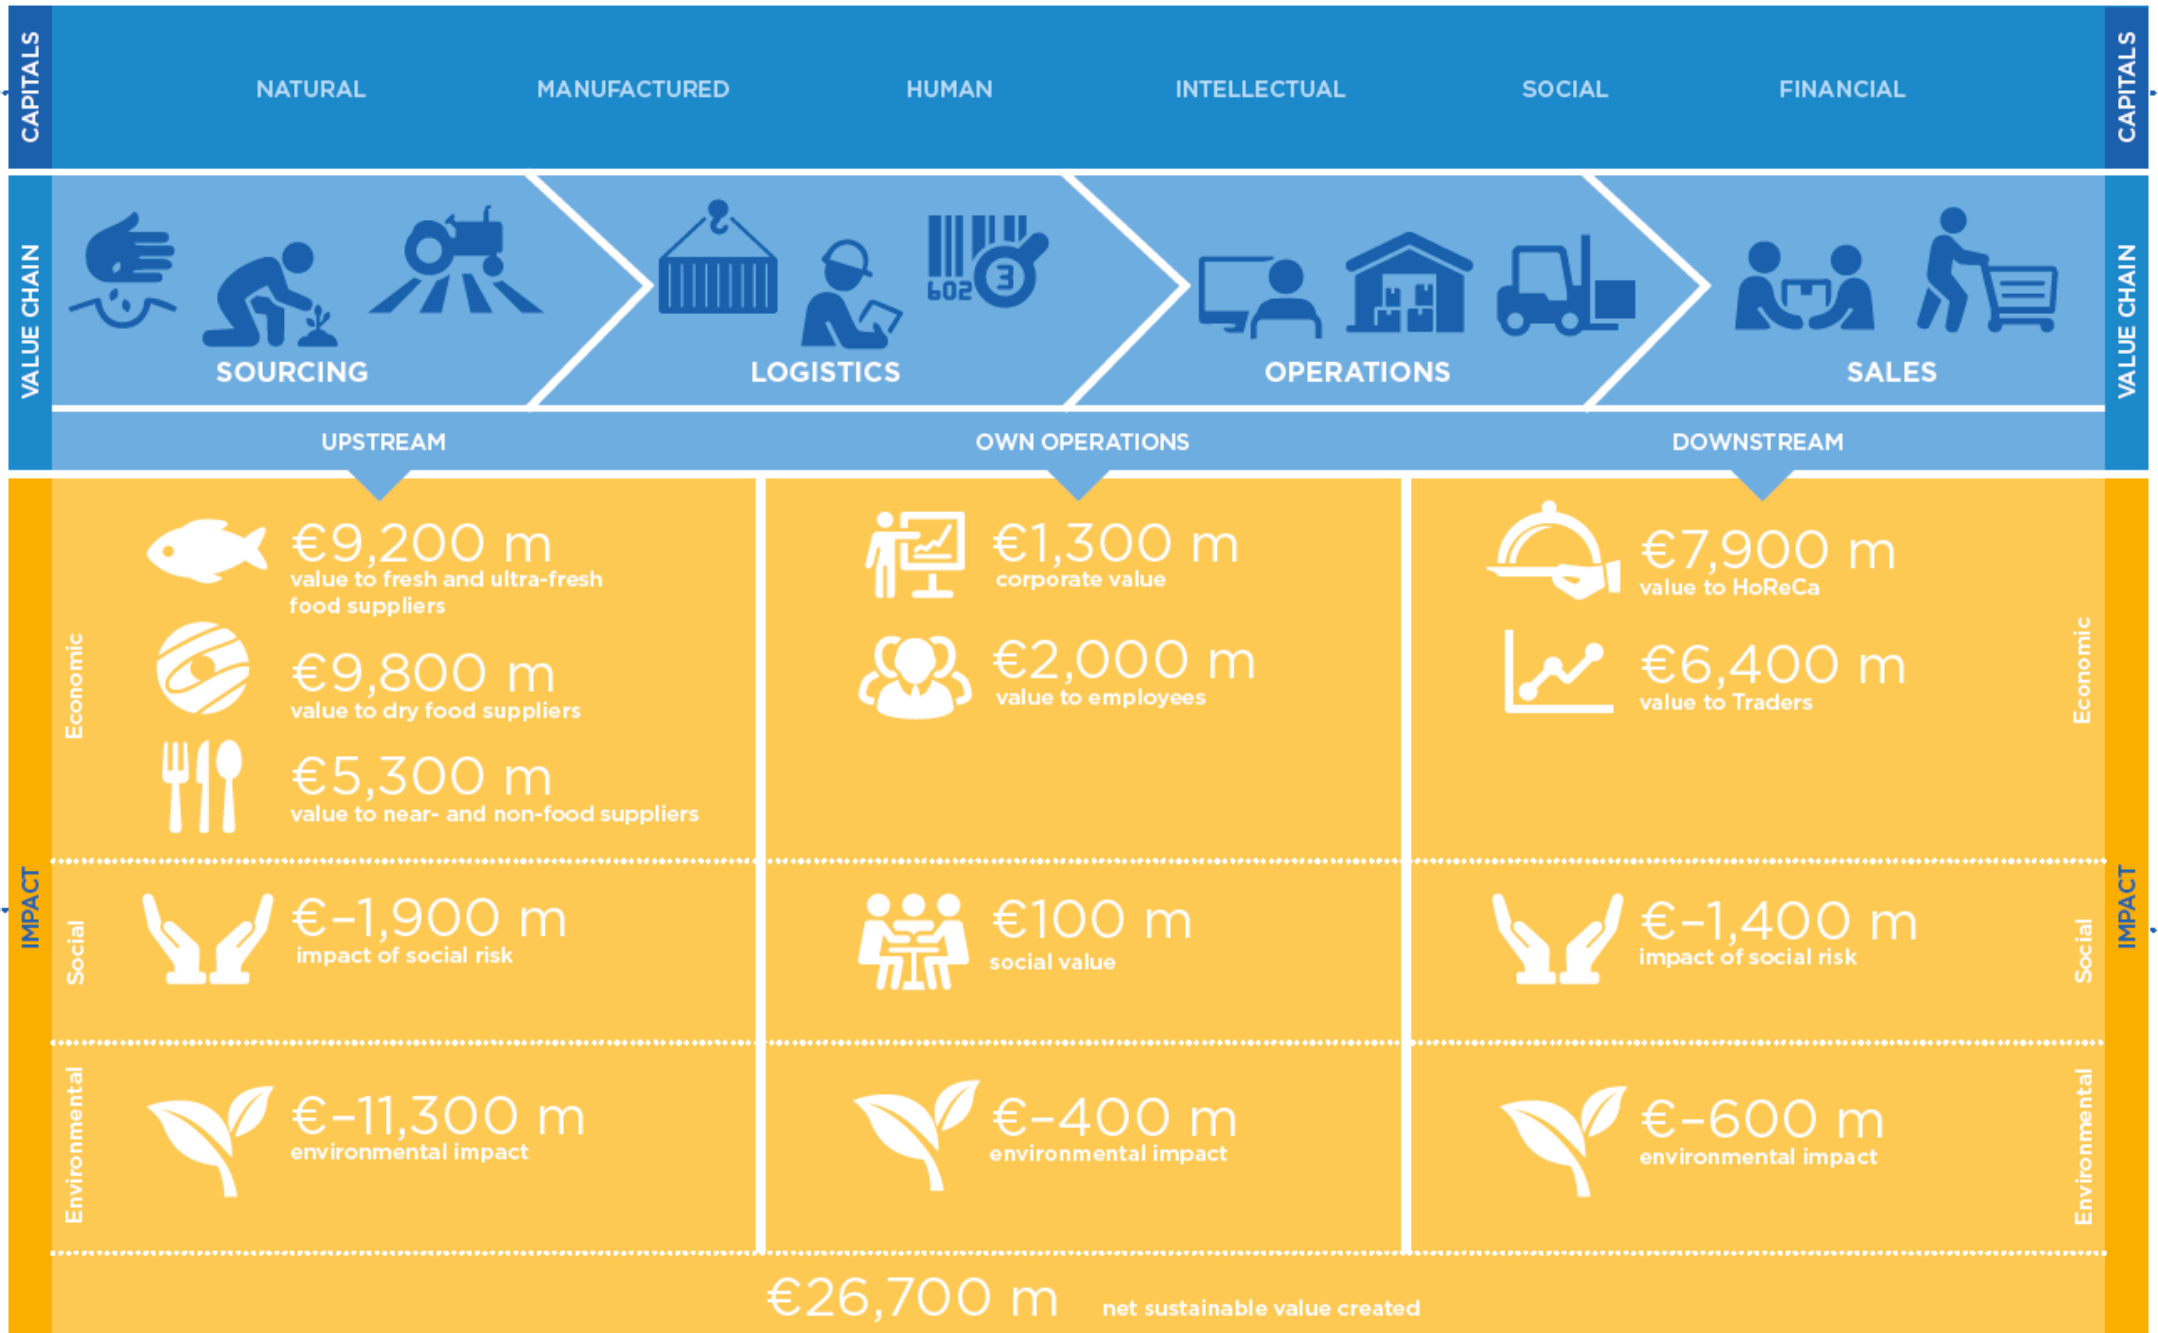 CAPITALS
NATURAL
MANUFACTURED
HUMAN
INTELLECTUAL
SOCIAL
FINANCIAL
CAPITALS
VALUE CHAIN
602
3
SOURCING
LOGISTICS
OPERATIONS
SALES
VALUE CHAIN
UPSTREAM
OWN OPERATIONS
DOWNSTREAM
IMPACT
Economic
€9,200 m
value to fresh and ultra-fresh
food suppliers
€9,800 m
value to dry food suppliers
€5,300 m
value to near- and non-food suppliers
€1,300 m
corporate value
€2,000 m
value to employees
€7,900 m
value to HoReCa
€6,400 m
value to Traders
Economic
Social
€–1,900 m
impact of social risk
€100 m
social value
€–1,400 m
impact of social risk
Social
Environmental
€–11,300 m
environmental impact
€–400 m
environmental impact
€–600 m
environmental impact
Environmental
IMPACT
€26,700 m
net sustainable value created